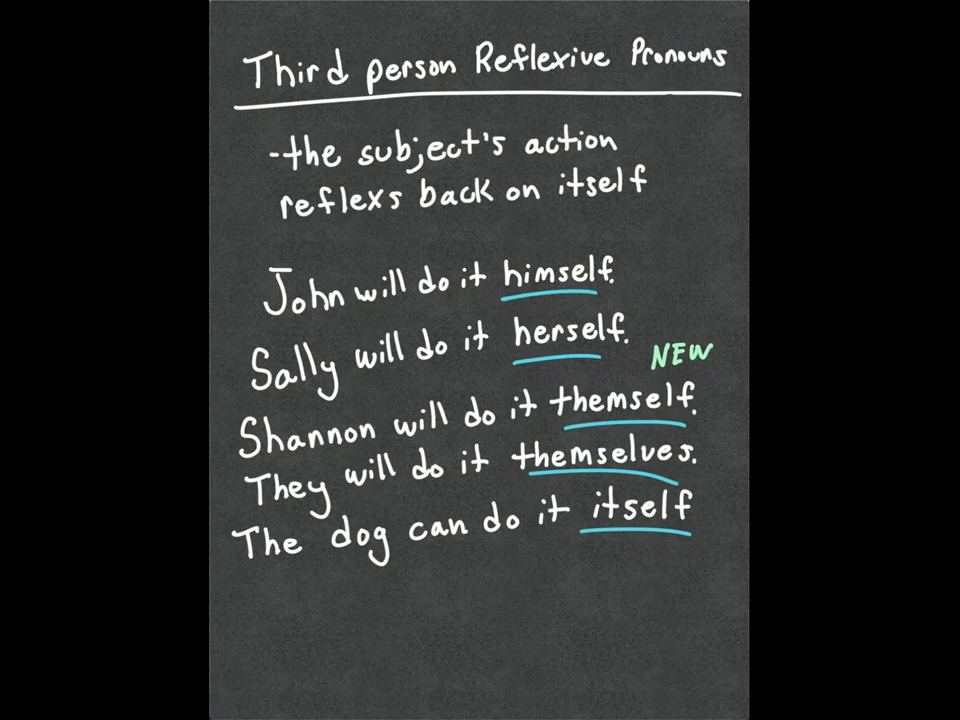 Third person Reflexive Pronouns
-the subject's action
reflexs back on itself
John will do it himself.
Sally will do it herself.
NEW
Shannon will do it themself.
They will do it themselves.
The dog can do it itself